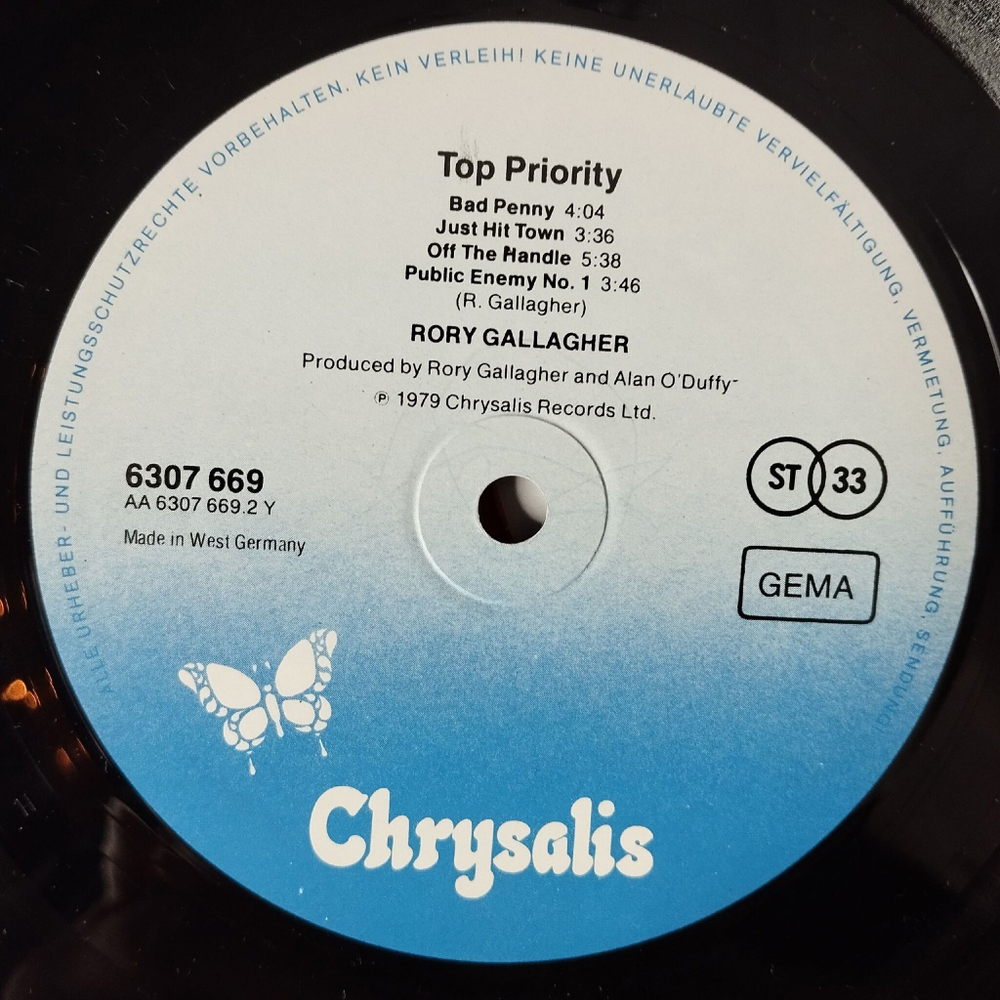 ALLE URHEBER- UND LEISTUNGSSCHUTZRECHTE VORBEHALTEN. KEIN VERLEIH! KEINE UNERLAUBTE VERVIELFÄLTIGUNG, VERMIETUNG, AUFFÜHRUNG, SENDUNG!
Top Priority
Bad Penny 4:04
Just Hit Town 3:36
Off The Handle 5:38
Public Enemy No. 1 3:46
(R. Gallagher)
RORY GALLAGHER
Produced by Rory Gallagher and Alan O'Duffy
℗ 1979 Chrysalis Records Ltd.
6307 669
AA 6307 669.2 Y
Made in West Germany
ST 33
GEMA
Chrysalis